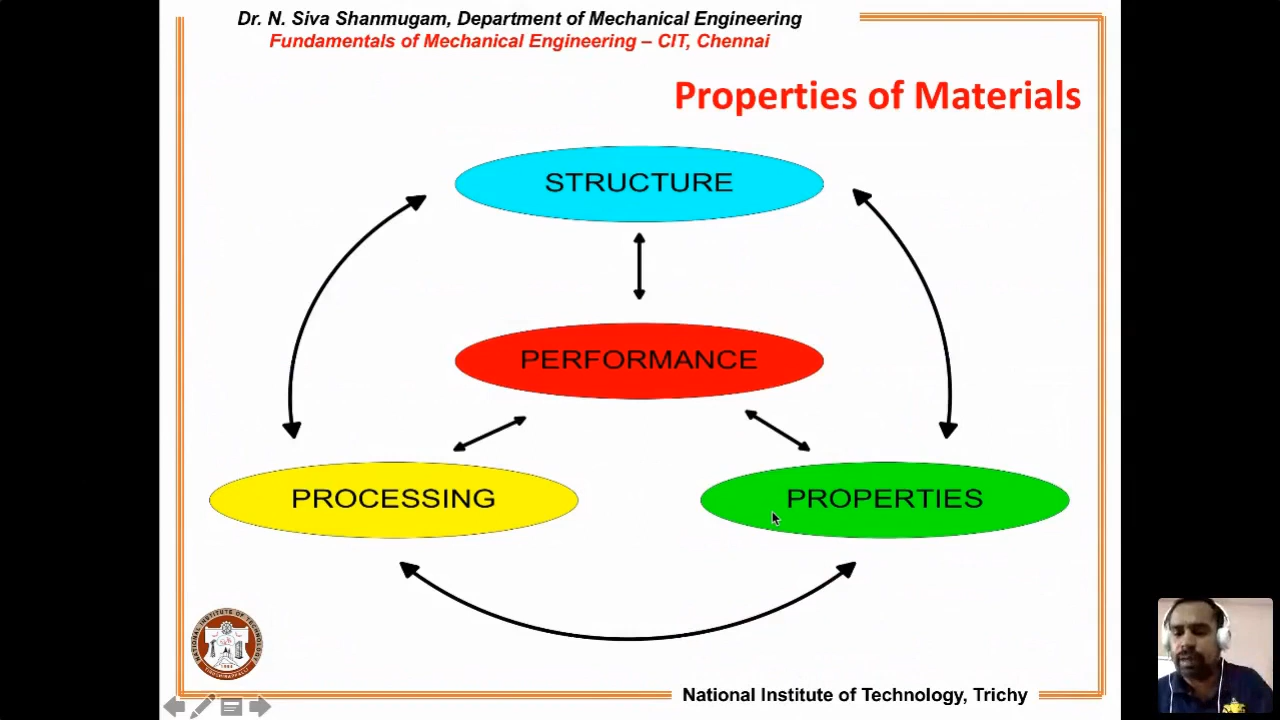 Dr. N. Siva Shanmugam, Department of Mechanical Engineering
Fundamentals of Mechanical Engineering – CIT, Chennai
Properties of Materials
STRUCTURE
PERFORMANCE
PROCESSING
PROPERTIES
National Institute of Technology, Trichy